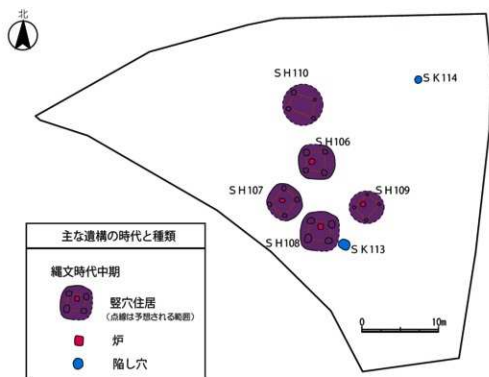 北
SH110
SK114
SH106
SH107
SH109
SH108
SK113
主な遺構の時代と種類
縄文時代中期
竪穴住居
(点線は予想される範囲)
炉
陥し穴
0 10m